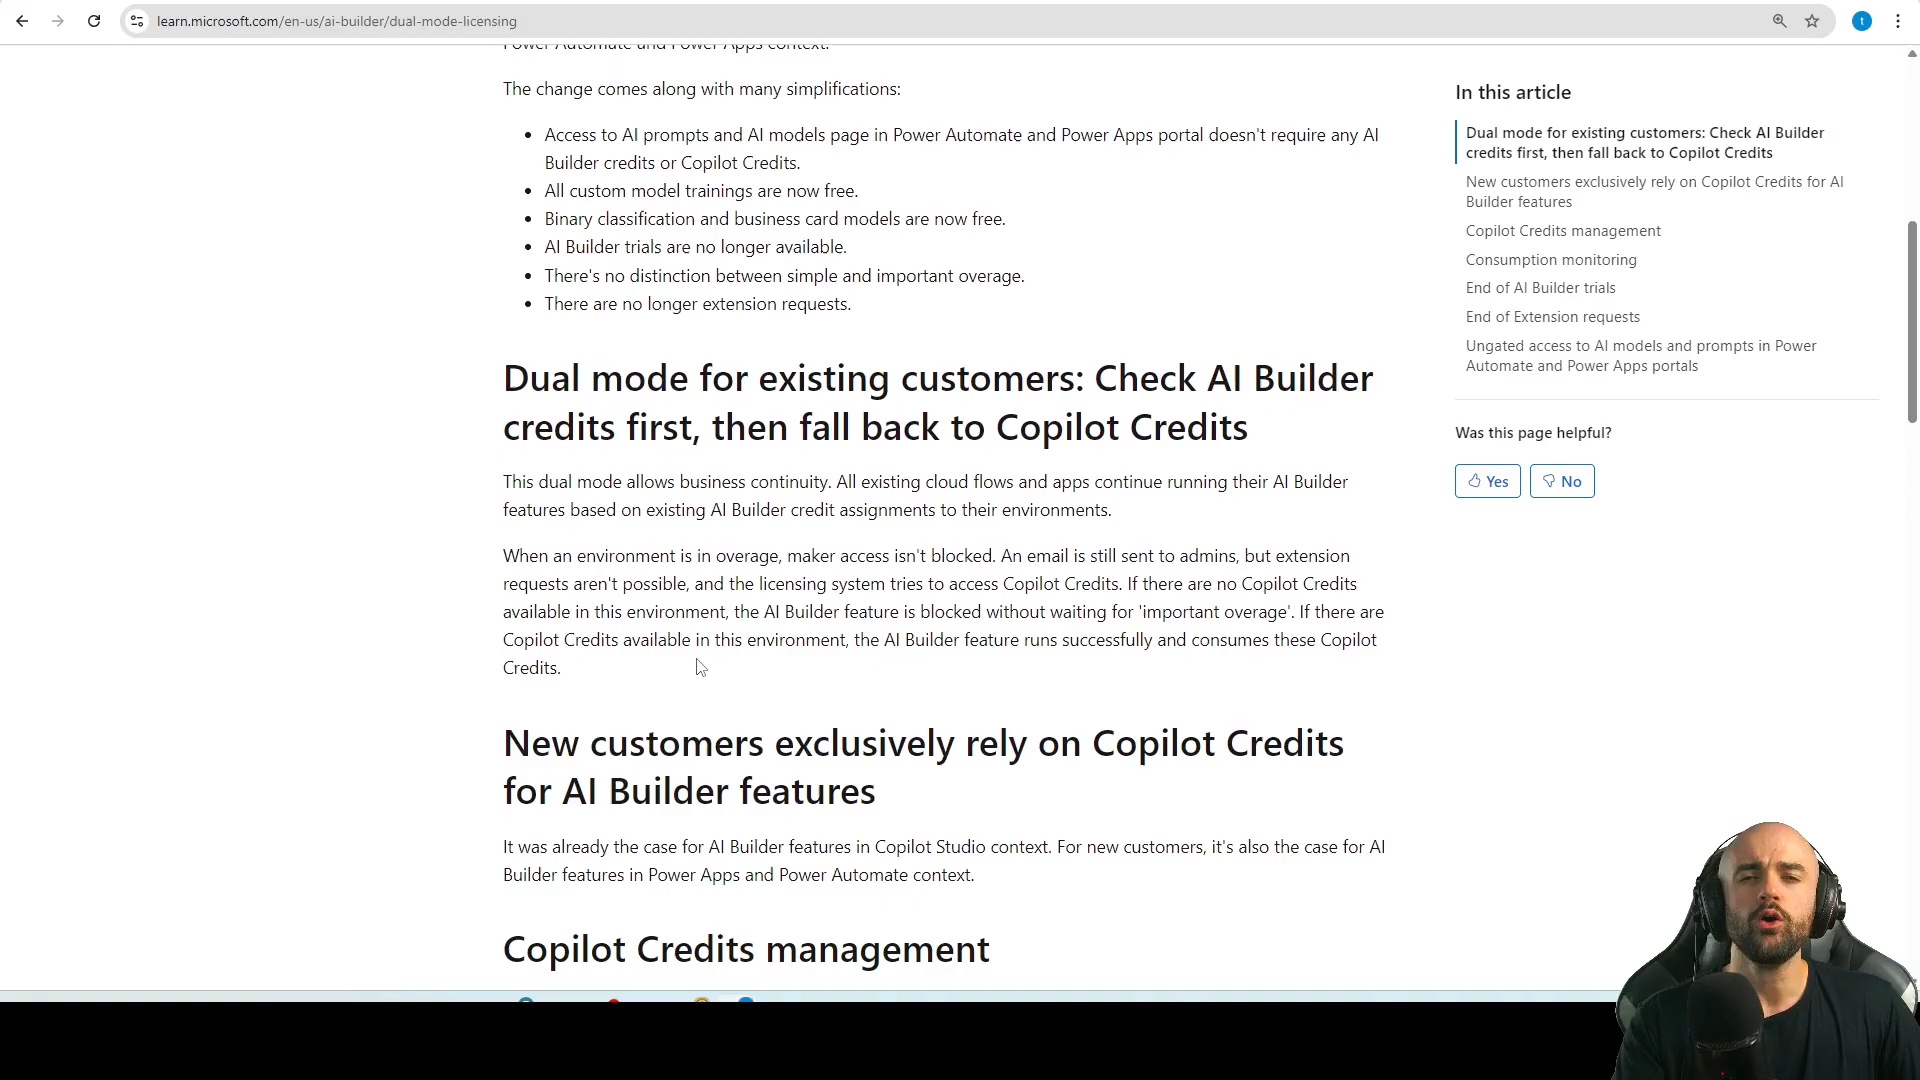 learn.microsoft.com/en-us/ai-builder/dual-mode-licensing
t
Power Automate and Power Apps context.
The change comes along with many simplifications:
• Access to AI prompts and AI models page in Power Automate and Power Apps portal doesn't require any AI
Builder credits or Copilot Credits.
• All custom model trainings are now free.
• Binary classification and business card models are now free.
• AI Builder trials are no longer available.
• There's no distinction between simple and important overage.
• There are no longer extension requests.
Dual mode for existing customers: Check AI Builder
credits first, then fall back to Copilot Credits
This dual mode allows business continuity. All existing cloud flows and apps continue running their AI Builder
features based on existing AI Builder credit assignments to their environments.
When an environment is in overage, maker access isn't blocked. An email is still sent to admins, but extension
requests aren't possible, and the licensing system tries to access Copilot Credits. If there are no Copilot Credits
available in this environment, the AI Builder feature is blocked without waiting for 'important overage'. If there are
Copilot Credits available in this environment, the AI Builder feature runs successfully and consumes these Copilot
Credits.
New customers exclusively rely on Copilot Credits
for AI Builder features
It was already the case for AI Builder features in Copilot Studio context. For new customers, it's also the case for AI
Builder features in Power Apps and Power Automate context.
Copilot Credits management
In this article
Dual mode for existing customers: Check AI Builder
credits first, then fall back to Copilot Credits
New customers exclusively rely on Copilot Credits for AI
Builder features
Copilot Credits management
Consumption monitoring
End of AI Builder trials
End of Extension requests
Ungated access to AI models and prompts in Power
Automate and Power Apps portals
Was this page helpful?
Yes
No